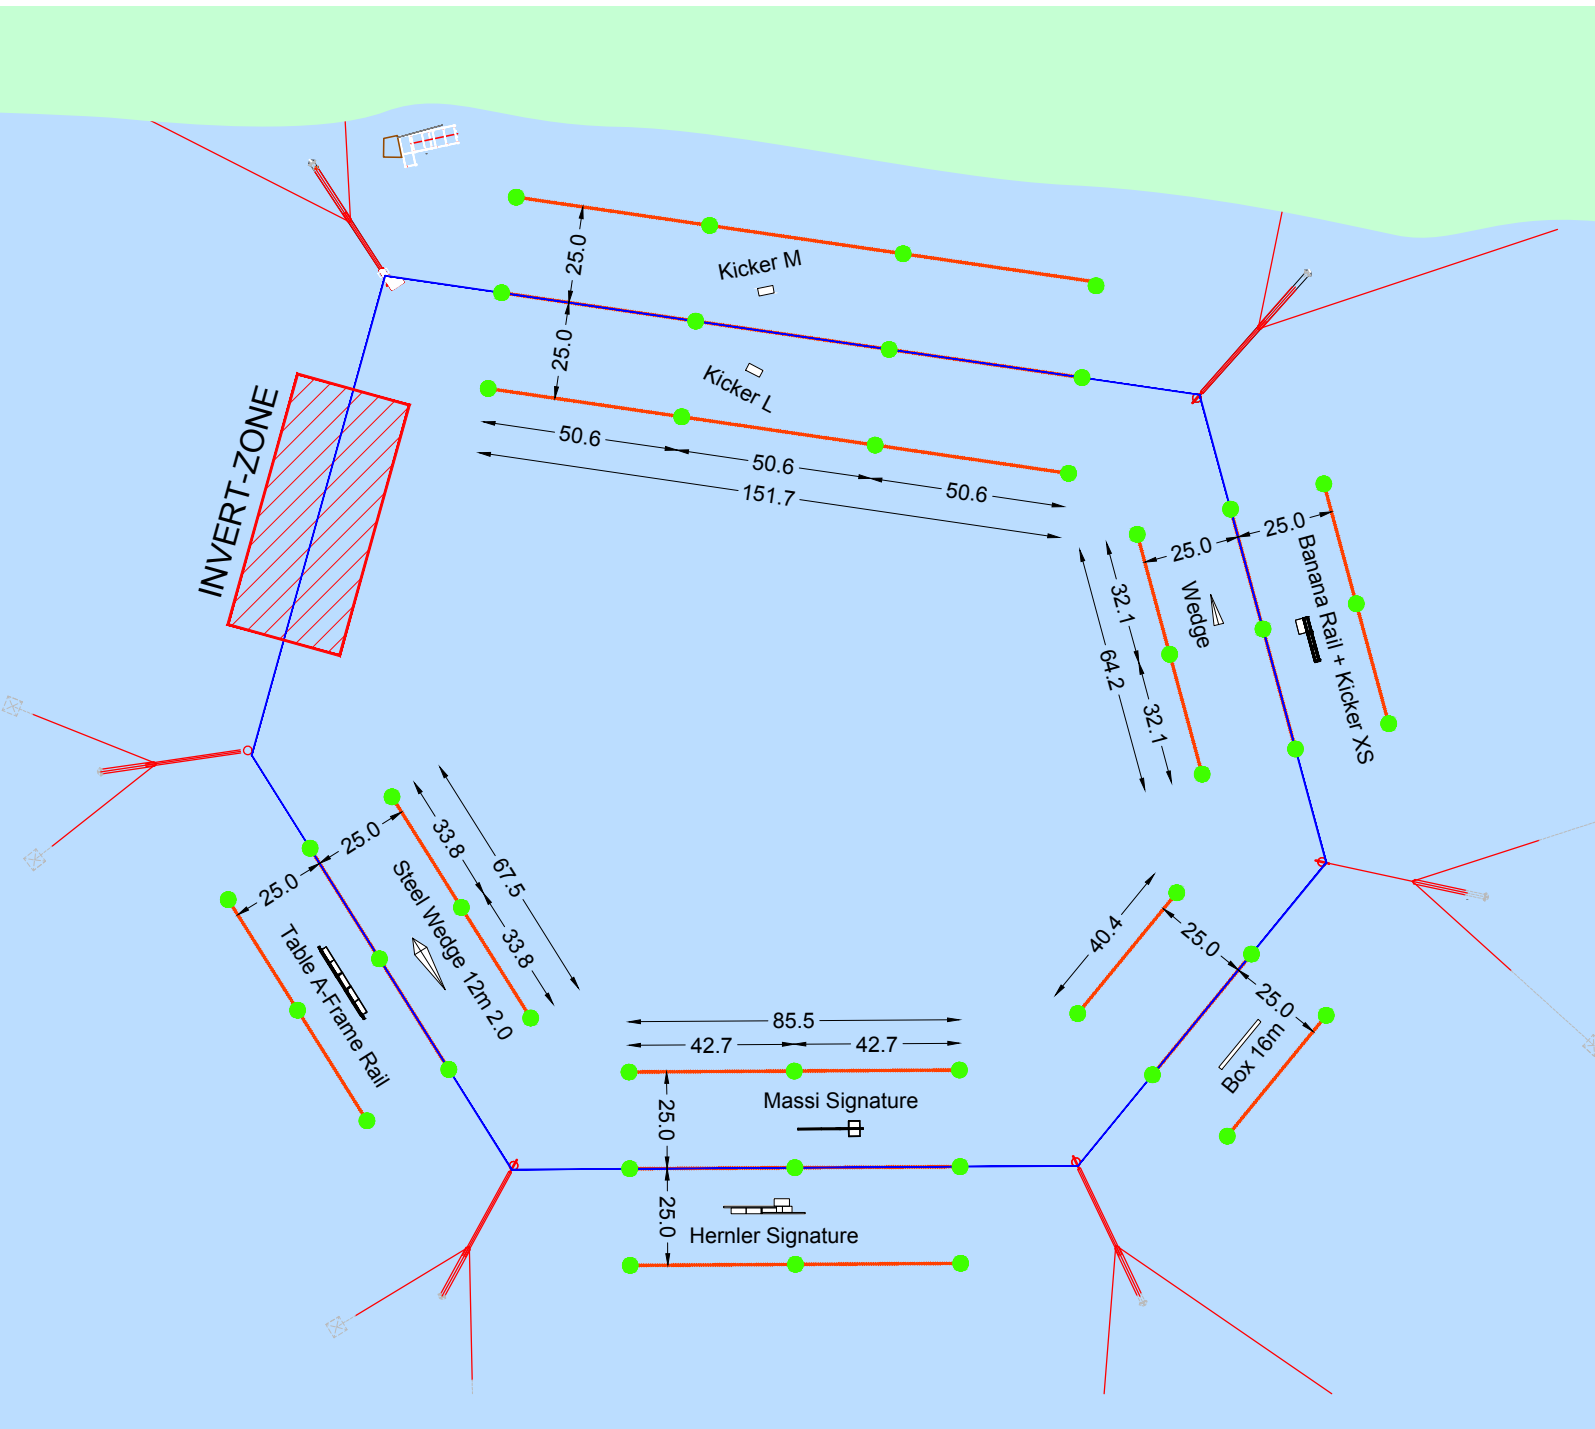 25.0
Kicker M
25.0
Kicker L
50.6
50.6
50.6
151.7
INVERT-ZONE
25.0
25.0
Wedge
Banana Rail + Kicker XS
32.1
64.2
32.1
25.0
25.0
33.8
67.5
33.8
Steel Wedge 12m 2.0
Table A-Frame Rail
40.4
25.0
25.0
Box 16m
85.5
42.7
42.7
25.0
Massi Signature
25.0
Hernler Signature